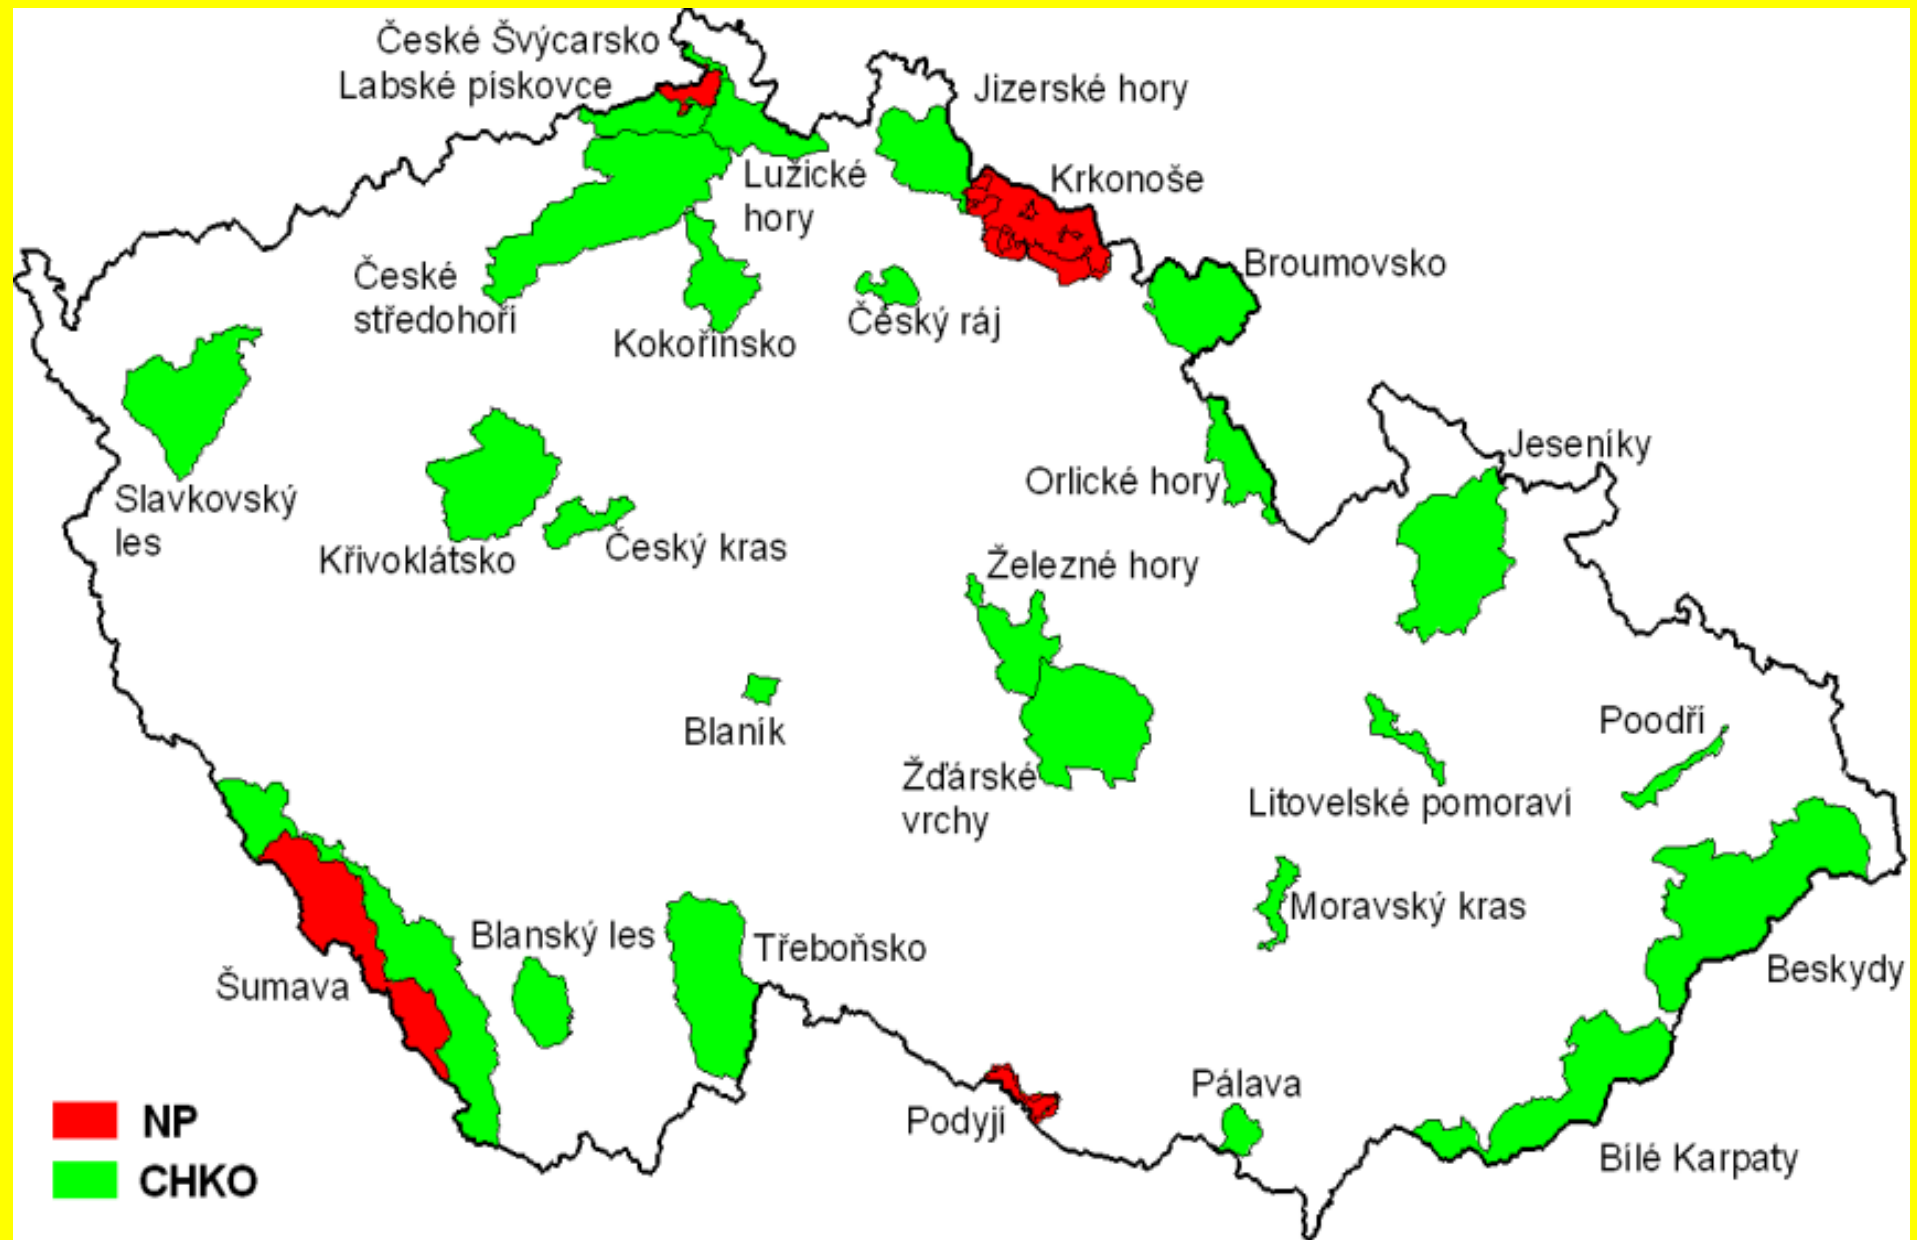 České Švýcarsko
Labské pískovce
Jizerské hory
Lužické
hory
Krkonoše
České
středohoří
Kokořínsko
Český ráj
Broumovsko
Slavkovský
les
Křivoklátsko
Český kras
Orlické hory
Jeseníky
Železné hory
Blaník
Žďárské
vrchy
Litovelské pomoraví
Poodří
Moravský kras
Beskydy
Šumava
Blanský les
Třeboňsko
Podyjí
Pálava
Bílé Karpaty
NP
CHKO